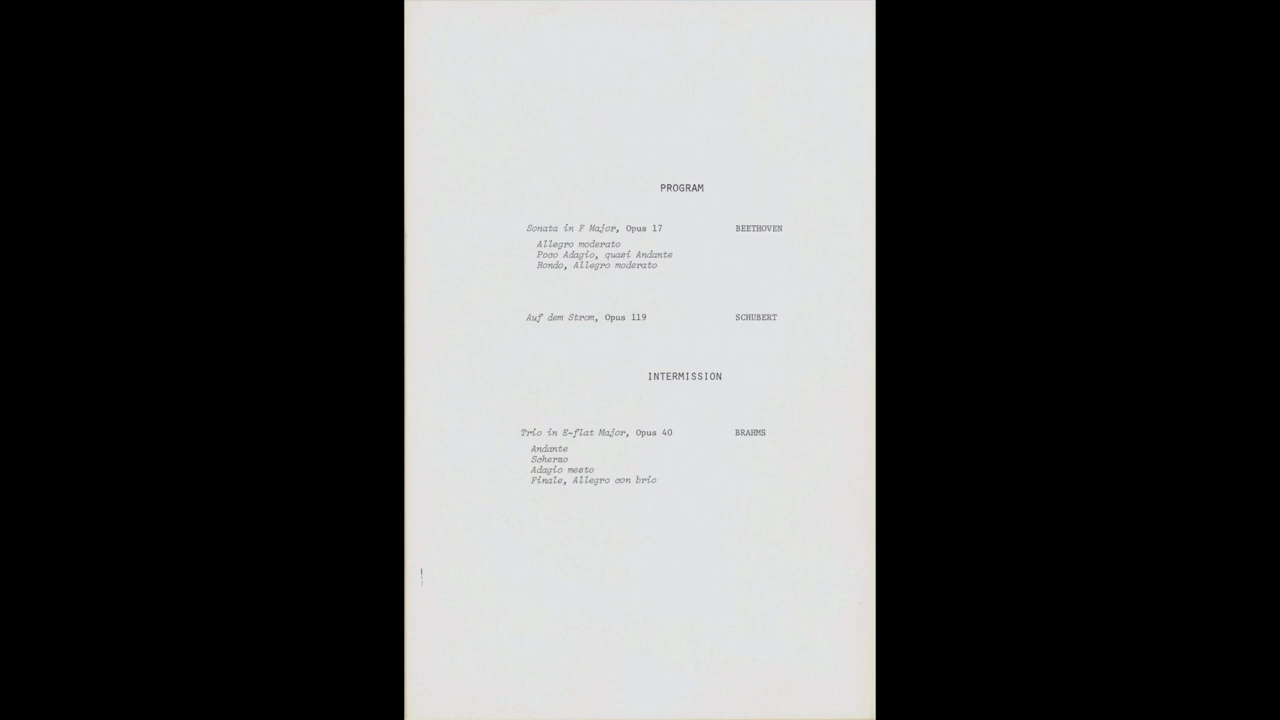 PROGRAM
Sonata in F Major, Opus 17 BEETHOVEN
Allegro moderato
Poco Adagio, quasi Andante
Rondo, Allegro moderato
Auf dem Strom, Opus 119 SCHUBERT
INTERMISSION
Trio in E-flat Major, Opus 40 BRAHMS
Andante
Scherzo
Adagio mesto
Finale, Allegro con brio